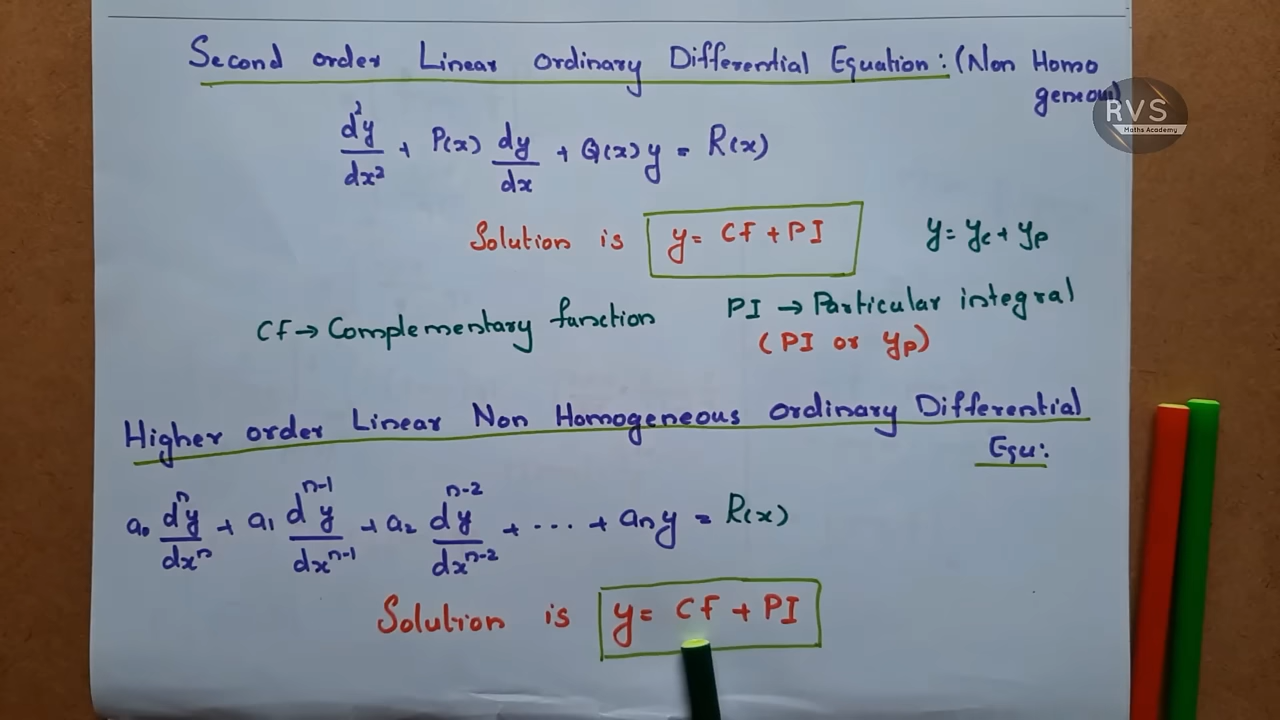 Second order Linear ordinary Differential Equation: (Non Homo
geneous)
RVS
Maths Academy
d²y/dx² + P(x) dy/dx + Q(x)y = R(x)
Solution is y = CF + PI y = yc + yp
CF → Complementary function PI → Particular integral
(PI or yp)
Higher order Linear Non Homogeneous ordinary Differential
Equ:
a₀ dⁿy/dxⁿ + a₁ dⁿ⁻¹y/dxⁿ⁻¹ + a₂ dⁿ⁻²y/dxⁿ⁻² + ... + aₙy = R(x)
Solution is y = CF + PI